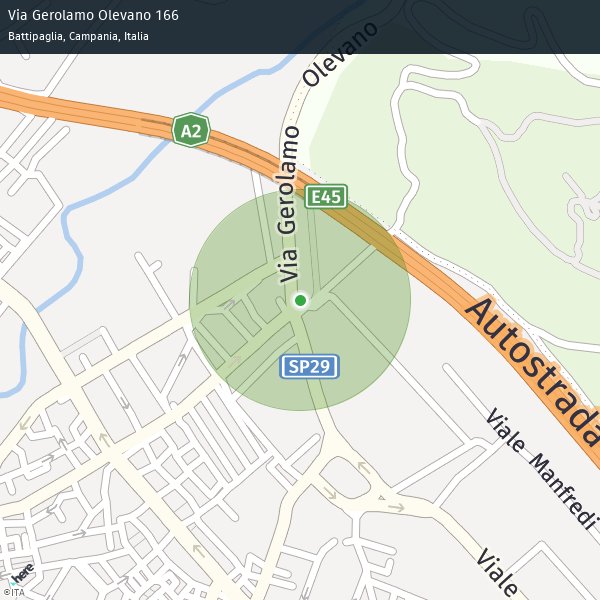 Via Gerolamo Olevano 166
Battipaglia, Campania, Italia
Olevano
A2
Via Gerolamo
E45
Autostrada
SP29
Viale Manfredi
Viale
here
©ITA